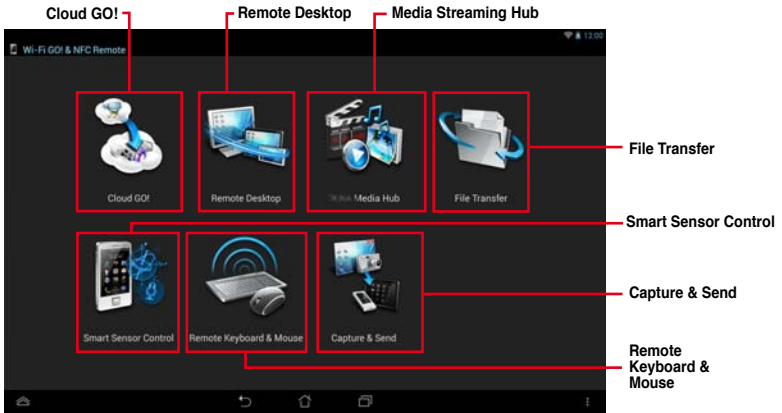 Cloud GO!
Remote Desktop
Media Streaming Hub
12:00
Wi-Fi GO! & NFC Remote
Cloud GO!
Remote Desktop
Media Hub
File Transfer
File Transfer
Smart Sensor Control
Smart Sensor Control
Remote Keyboard & Mouse
Capture & Send
Capture & Send
Remote
Keyboard &
Mouse